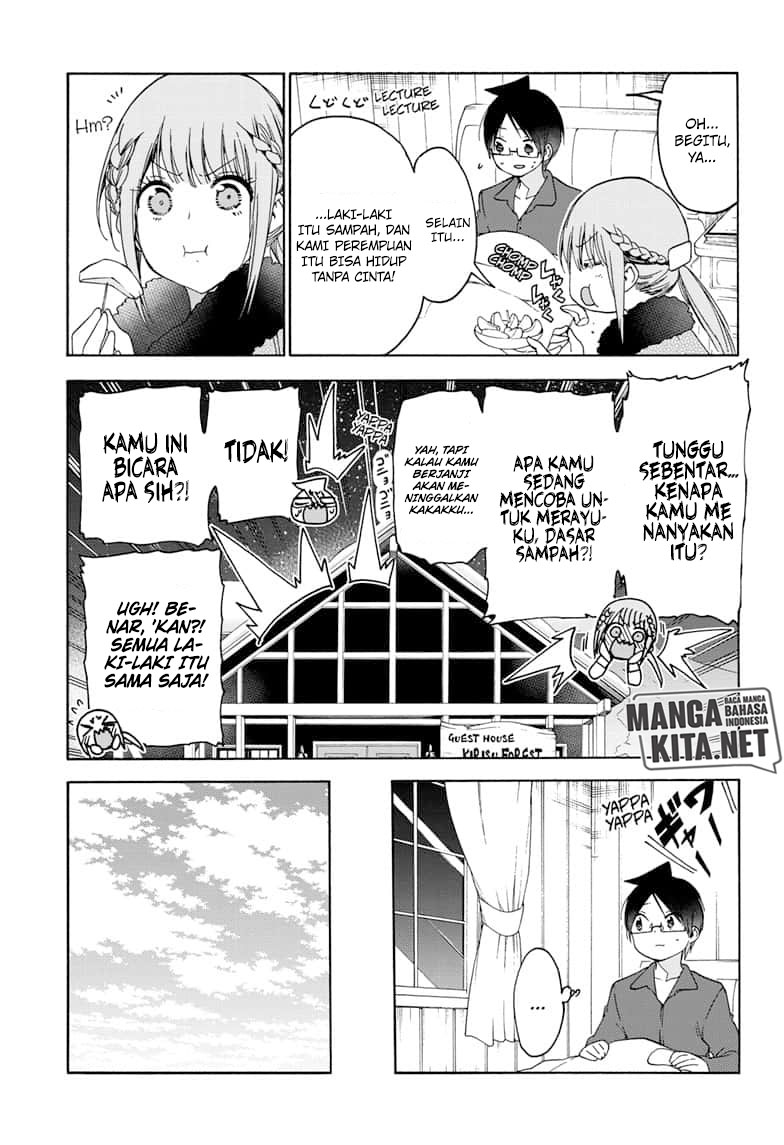 OH...
BEGITU,
YA...
くどくど
LECTURE
LECTURE
SELAIN
ITU...
...LAKI-LAKI
ITU SAMPAH, DAN
KAMI PEREMPUAN
ITU BISA HIDUP
TANPA CINTA!
CHOMP
CHOMP
Hm?
TUNGGU
SEBENTAR...
KENAPA
KAMU ME
NANYAKAN
ITU?
APA KAMU
SEDANG
MENCOBA UN-
TUK MERAYU-
KU, DASAR
SAMPAH?!
YAH, TAPI
KALAU KAMU
BERJANJI
AKAN ME-
NINGGALKAN
KAKAKKU...
YAPPA
YAPPA
TIDAK!
KAMU INI
BICARA
APA SIH?!
UGH! BE-
NAR, 'KAN?!
SEMUA LA-
KI-LAKI ITU
SAMA SAJA!
GUEST HOUSE
FOREST
MANGA
KITA.NET
BACA MANGA
BAHASA
INDONESIA
YAPPA
YAPPA
ギャー
...